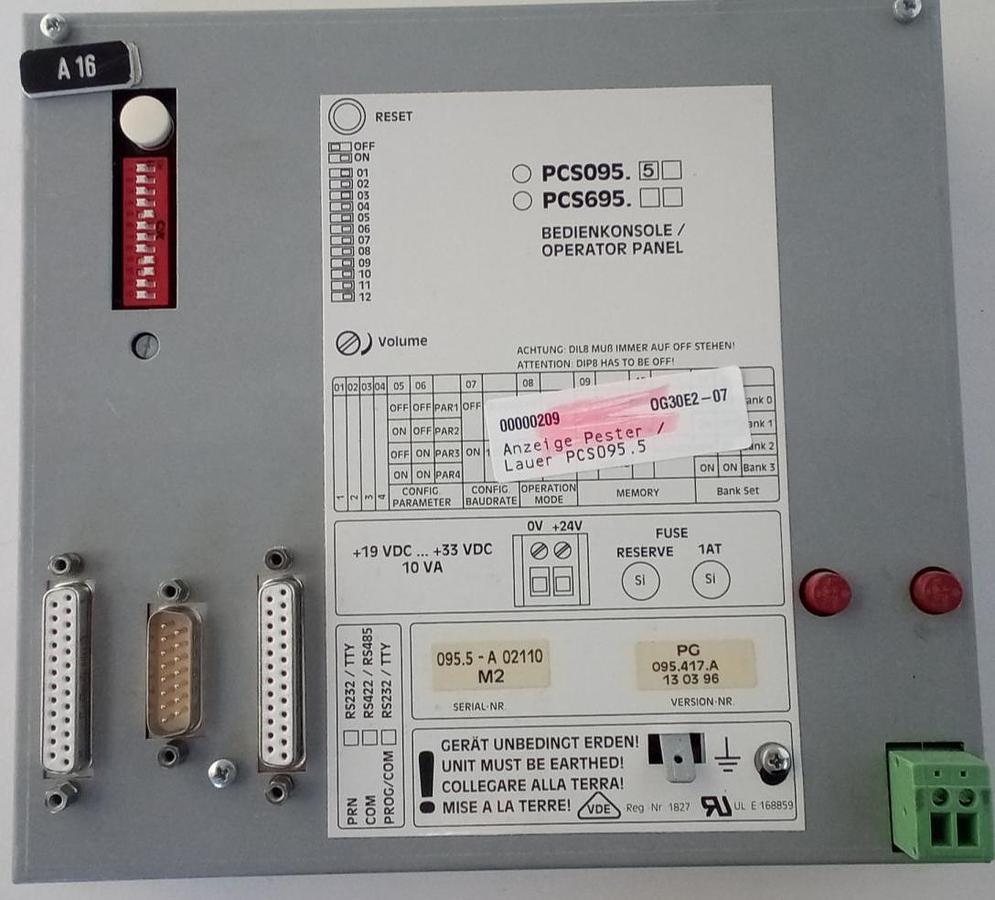 A 16
RESET
OFF
ON
01
02
03
04
05
06
07
08
09
10
11
12
PCS095. 5
PCS695.
BEDIENKONSOLE /
OPERATOR PANEL
Volume
ACHTUNG: DIL8 MUß IMMER AUF OFF STEHEN!
ATTENTION: DIP8 HAS TO BE OFF!
01 02 03 04 05 06 07 08 09
OFF OFF PAR1 OFF
ON OFF PAR2
OFF ON PAR3 ON
ON ON PAR4 ON ON Bank 3
1 2 3 4 CONFIG. PARAMETER CONFIG. BAUDRATE OPERATION MODE MEMORY Bank Set
00000209 OG30E2-07
Anzeige Pester /
Lauer PCS095.5
+19 VDC ... +33 VDC
10 VA
0V +24V
FUSE
RESERVE 1AT
Si Si
PRN RS232 / TTY
COM RS422 / RS485
PROG/COM RS232 / TTY
095.5 - A 02110
M2
SERIAL-NR.
PG
095.417.A
13 03 96
VERSION-NR.
GERÄT UNBEDINGT ERDEN!
UNIT MUST BE EARTHED!
COLLEGARE ALLA TERRA!
MISE A LA TERRE!
VDE Reg Nr 1827 UL E 168859